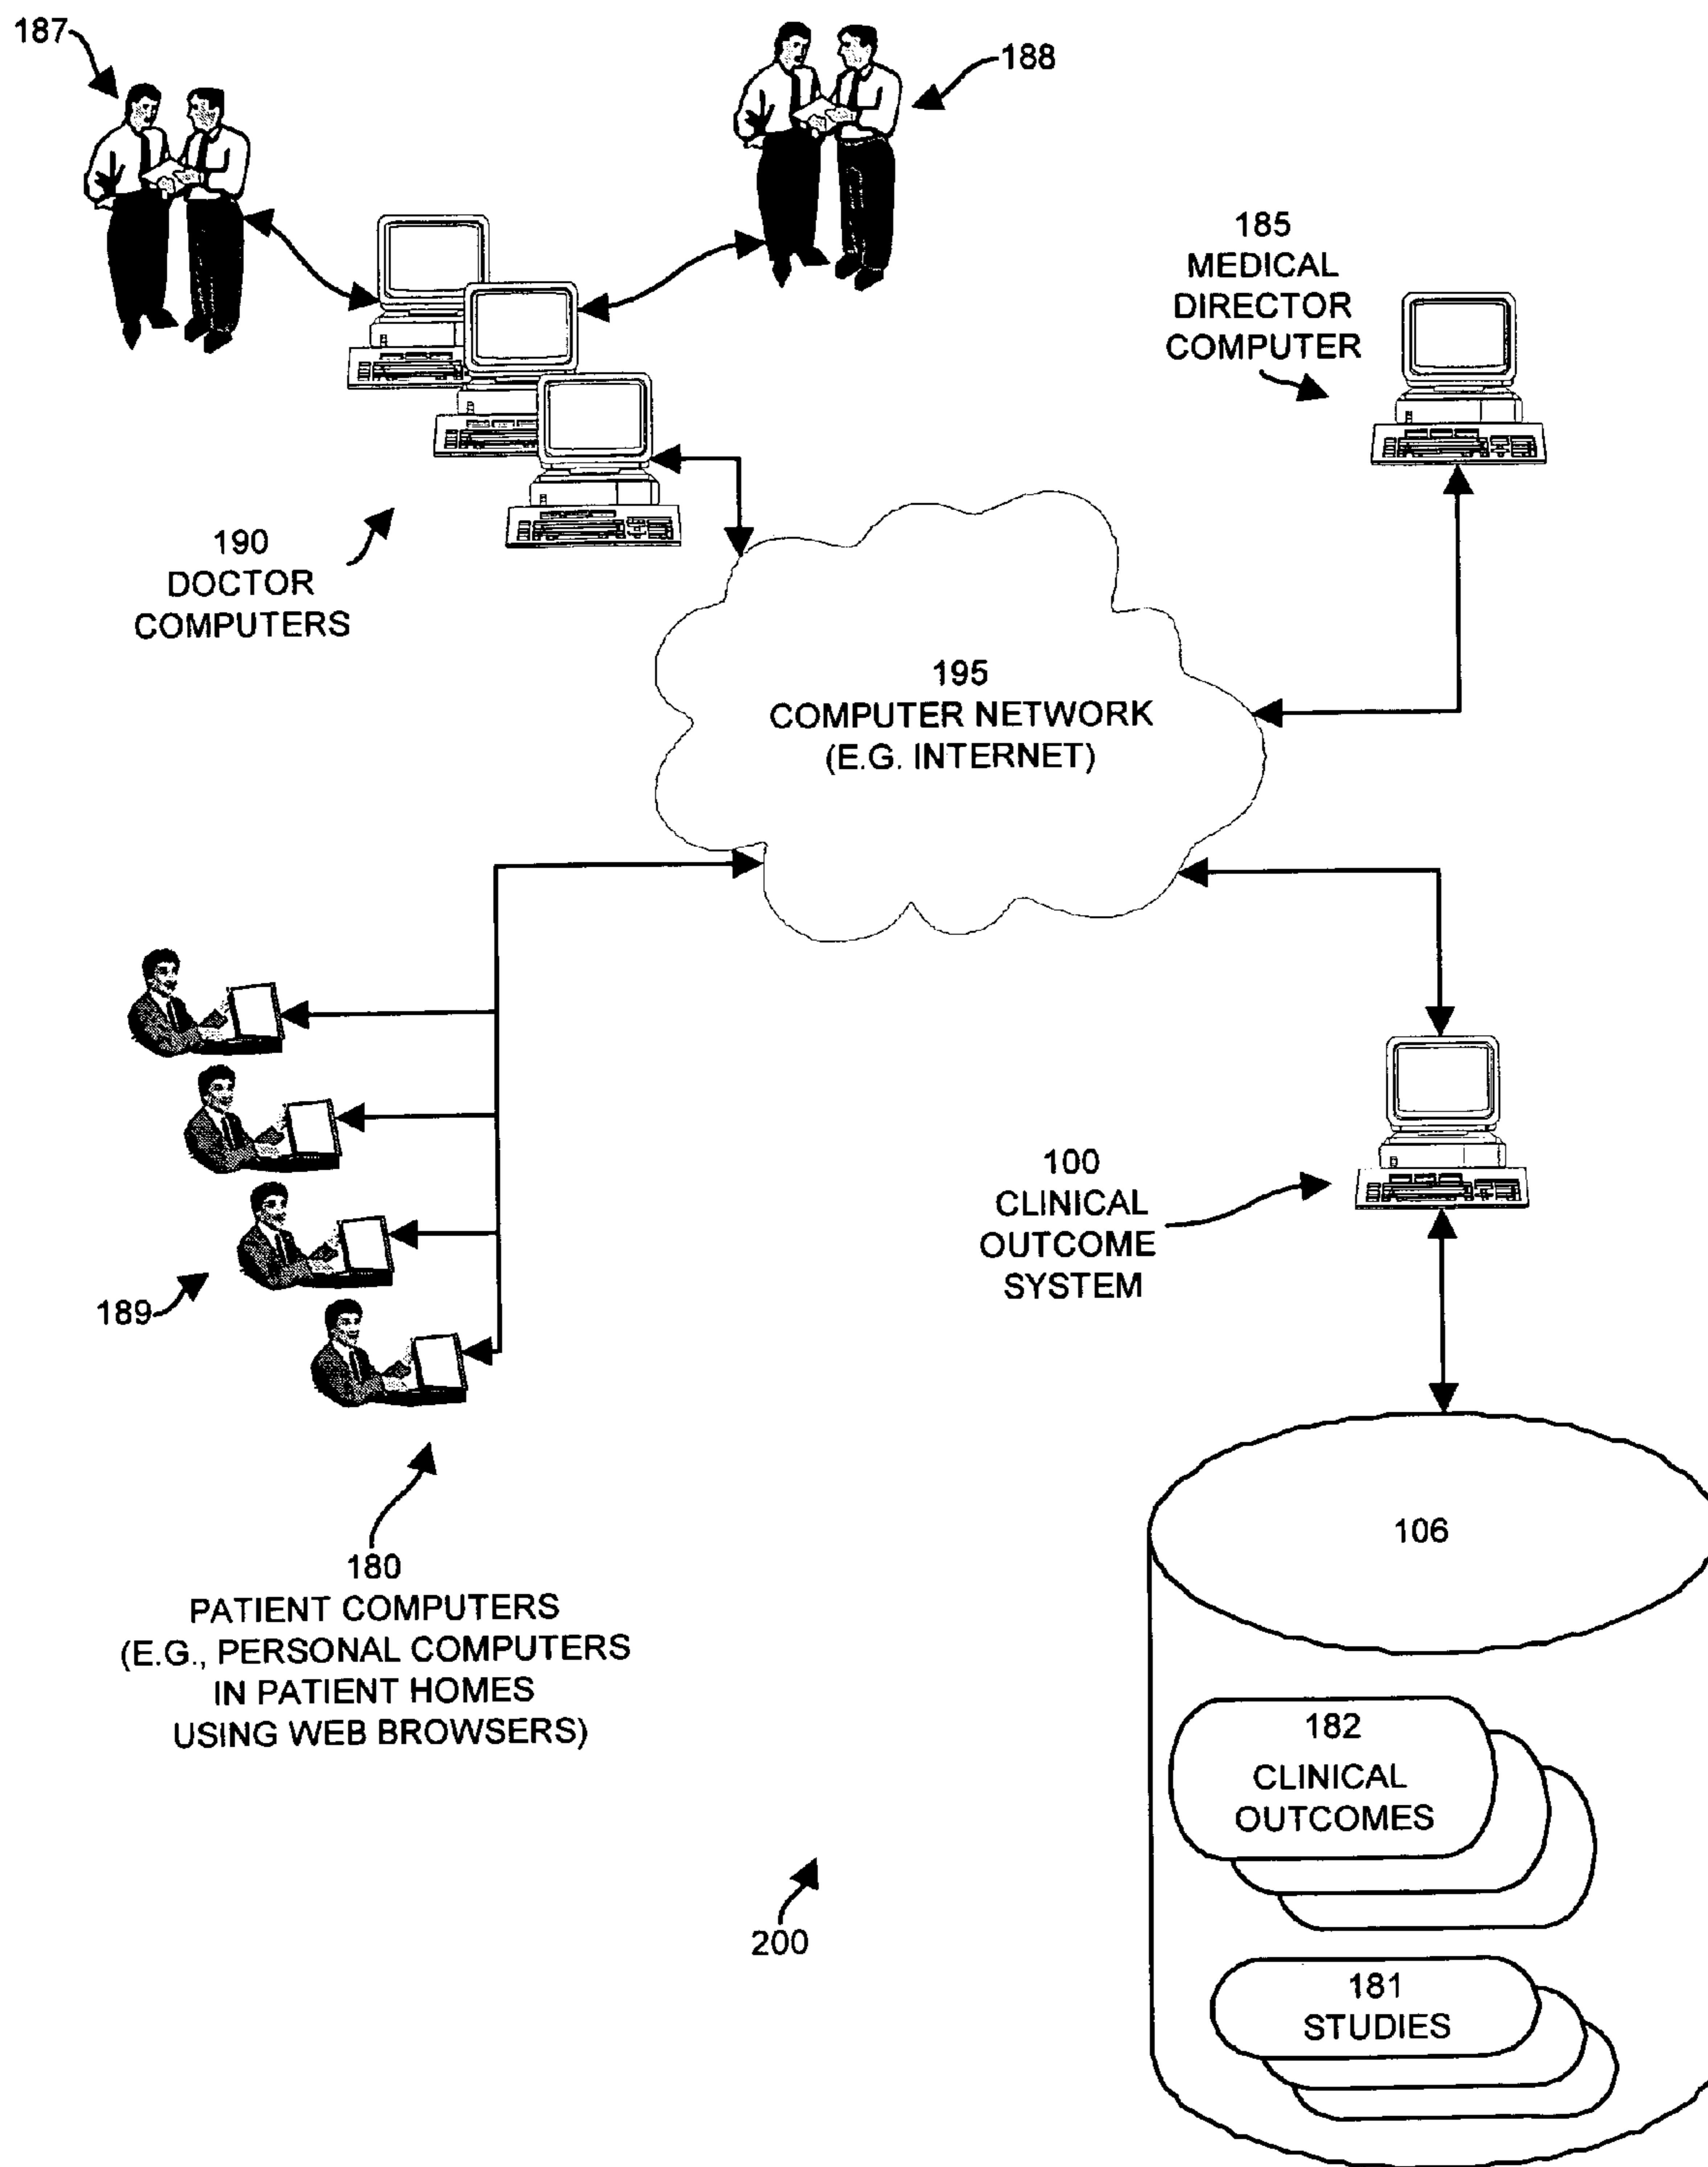 187
188
185
MEDICAL
DIRECTOR
COMPUTER
190
DOCTOR
COMPUTERS
195
COMPUTER NETWORK
(E.G. INTERNET)
100
CLINICAL
OUTCOME
SYSTEM
189
180
PATIENT COMPUTERS
(E.G., PERSONAL COMPUTERS
IN PATIENT HOMES
USING WEB BROWSERS)
106
182
CLINICAL
OUTCOMES
200
181
STUDIES